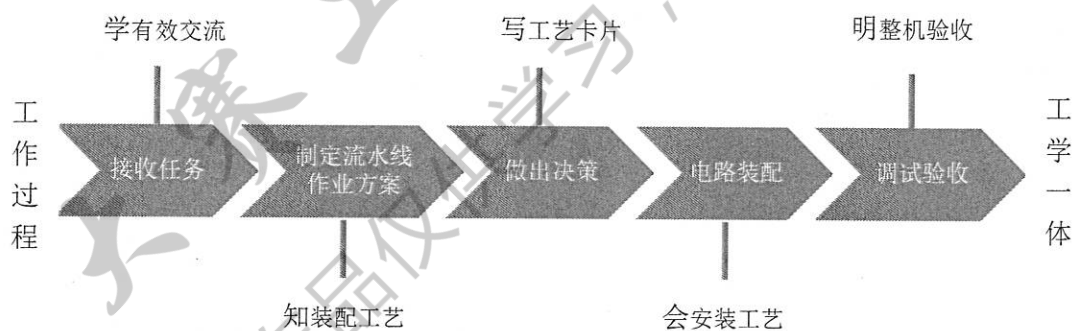 学有效交流
写工艺卡片
明整机验收
工作过程
接收任务
制定流水线
作业方案
做出决策
电路装配
调试验收
工学一体
知装配工艺
会安装工艺